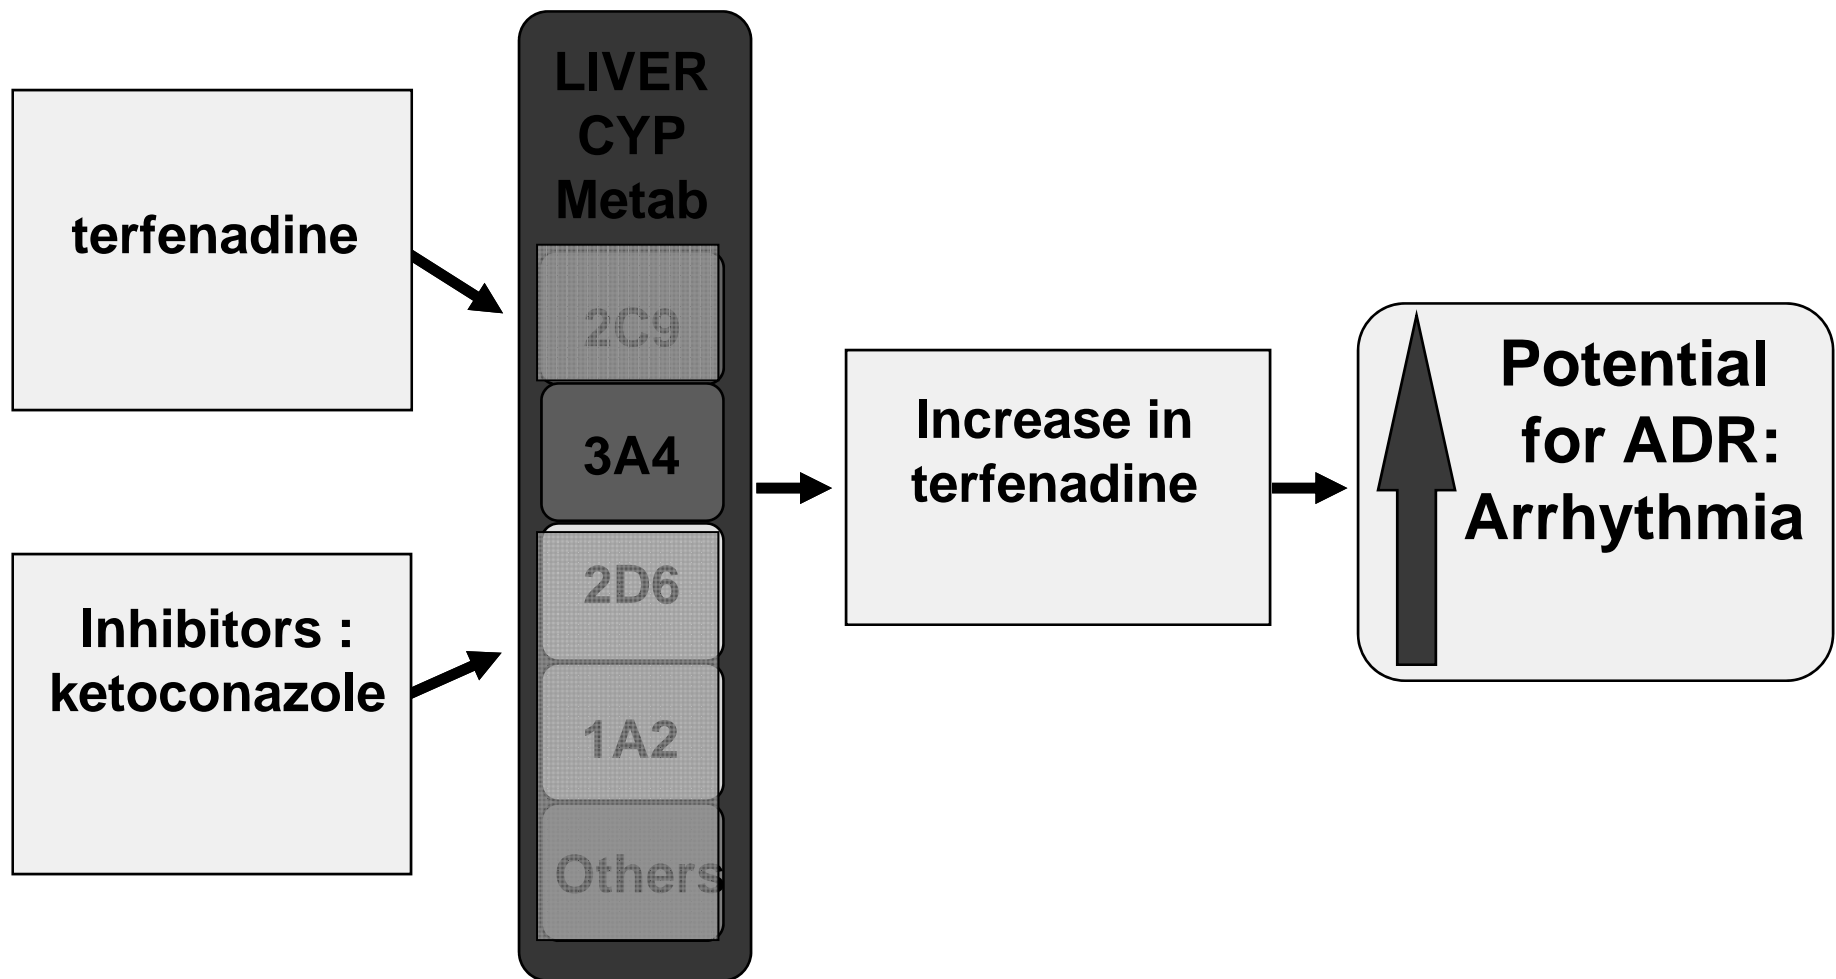 terfenadine
Inhibitors :
ketoconazole
LIVER
CYP
Metab
2C9
3A4
2D6
1A2
Others
Increase in
terfenadine
Potential
for ADR:
Arrhythmia